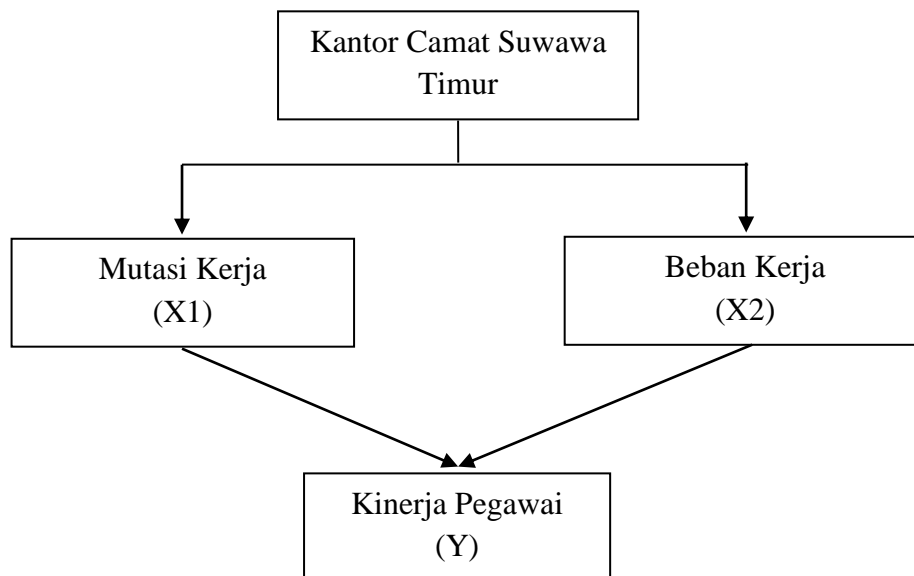 Kantor Camat Suwawa
Timur
Mutasi Kerja
(X1)
Beban Kerja
(X2)
Kinerja Pegawai
(Y)